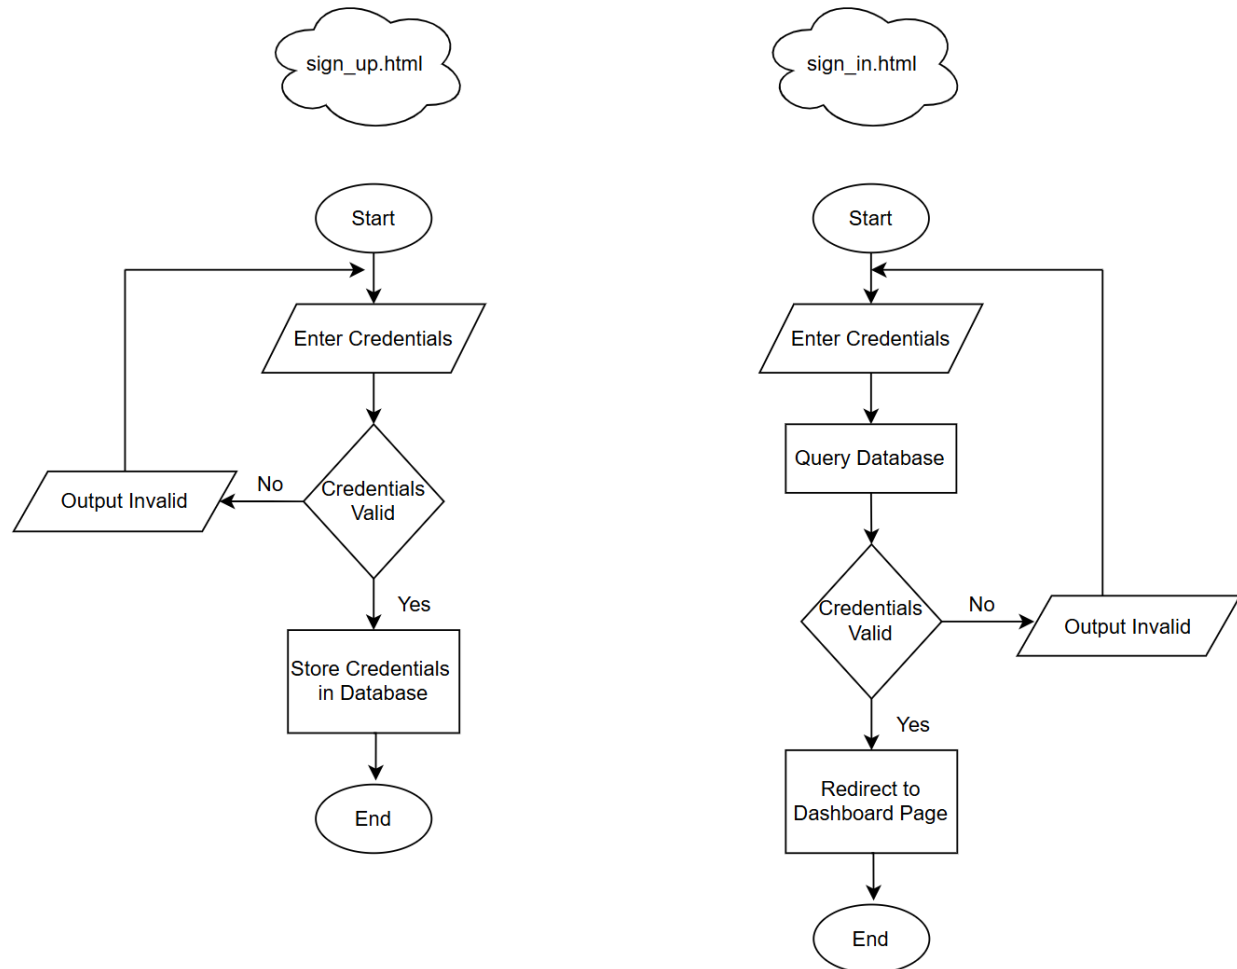 sign_up.html
Start
Enter Credentials
Credentials
Valid
No
Output Invalid
Yes
Store Credentials
in Database
End
sign_in.html
Start
Enter Credentials
Query Database
Credentials
Valid
No
Output Invalid
Yes
Redirect to
Dashboard Page
End